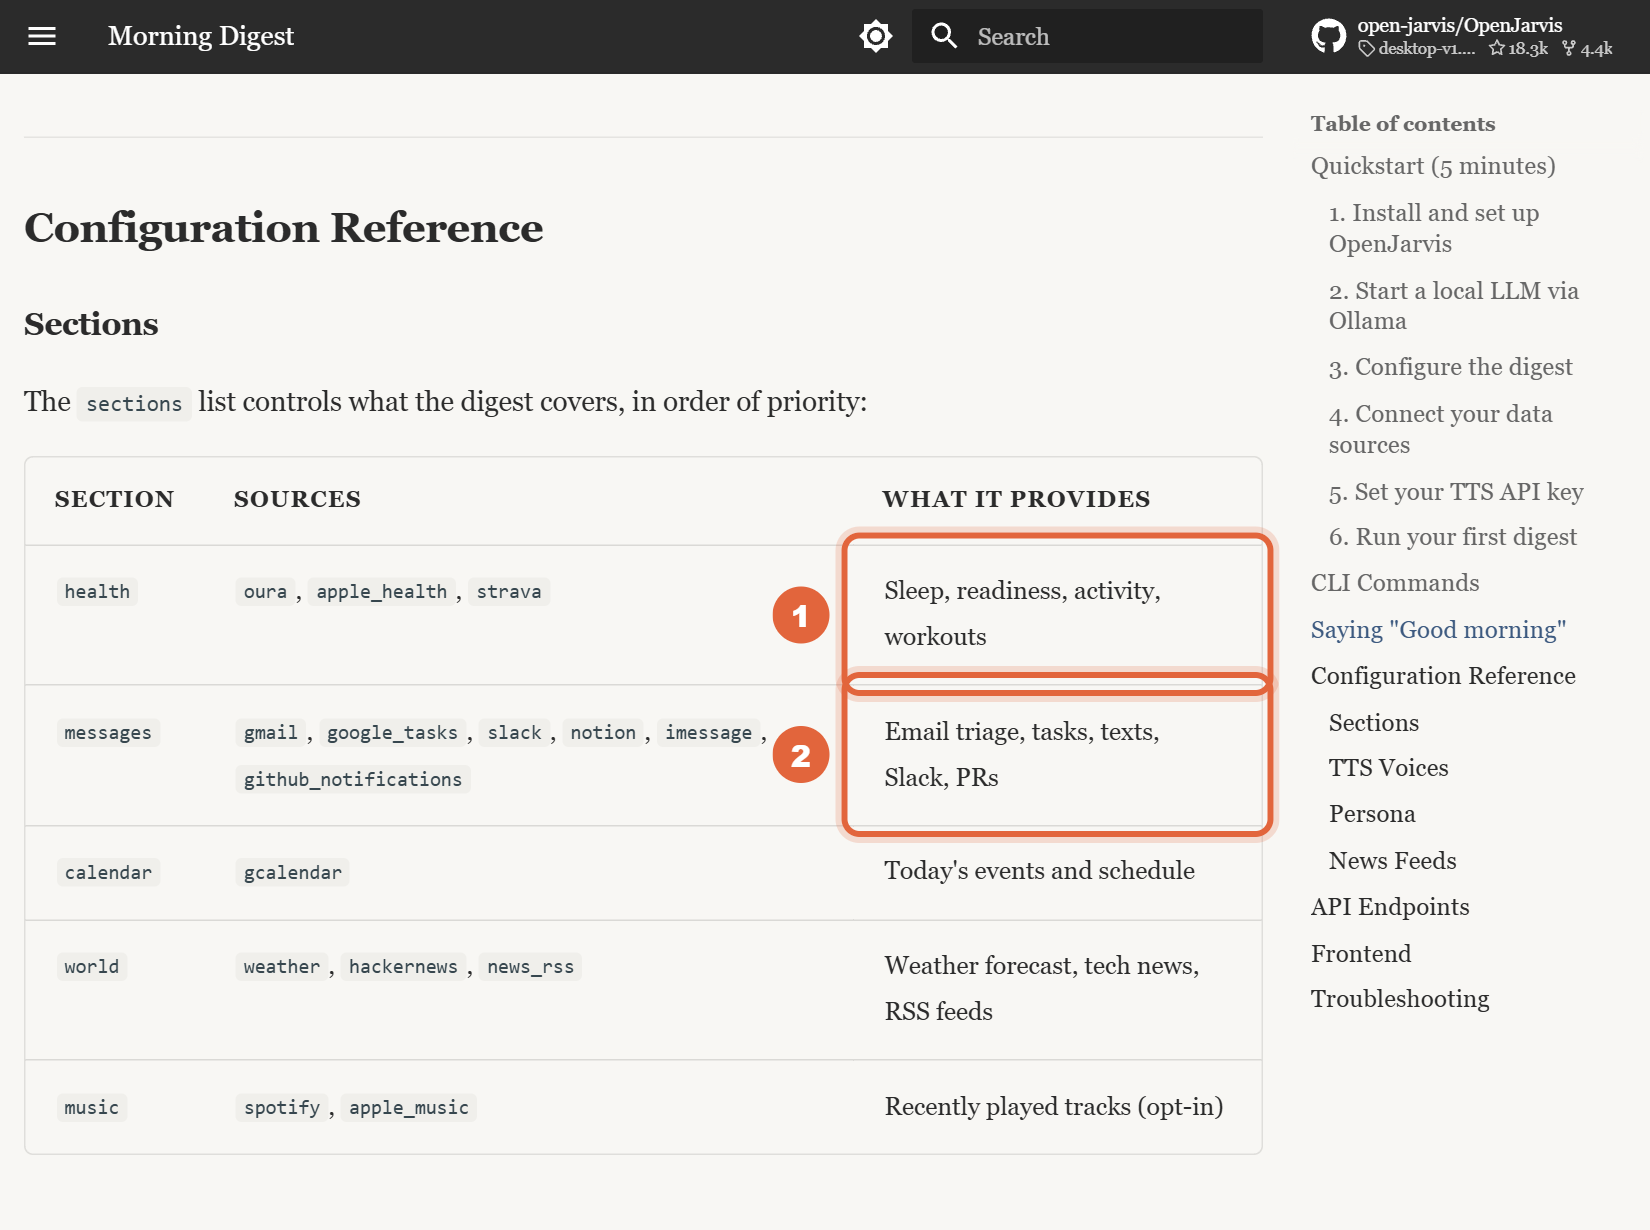 Morning Digest
Search
open-jarvis/OpenJarvis
desktop-v1.... 18.3k 4.4k
Configuration Reference
Sections
The sections list controls what the digest covers, in order of priority:
SECTION SOURCES WHAT IT PROVIDES
health oura, apple_health, strava 1 Sleep, readiness, activity,
workouts
messages gmail, google_tasks, slack, notion, imessage, 2 Email triage, tasks, texts,
github_notifications Slack, PRs
calendar gcalendar Today's events and schedule
world weather, hackernews, news_rss Weather forecast, tech news,
RSS feeds
music spotify, apple_music Recently played tracks (opt-in)
Table of contents
Quickstart (5 minutes)
1. Install and set up
OpenJarvis
2. Start a local LLM via
Ollama
3. Configure the digest
4. Connect your data
sources
5. Set your TTS API key
6. Run your first digest
CLI Commands
Saying "Good morning"
Configuration Reference
Sections
TTS Voices
Persona
News Feeds
API Endpoints
Frontend
Troubleshooting